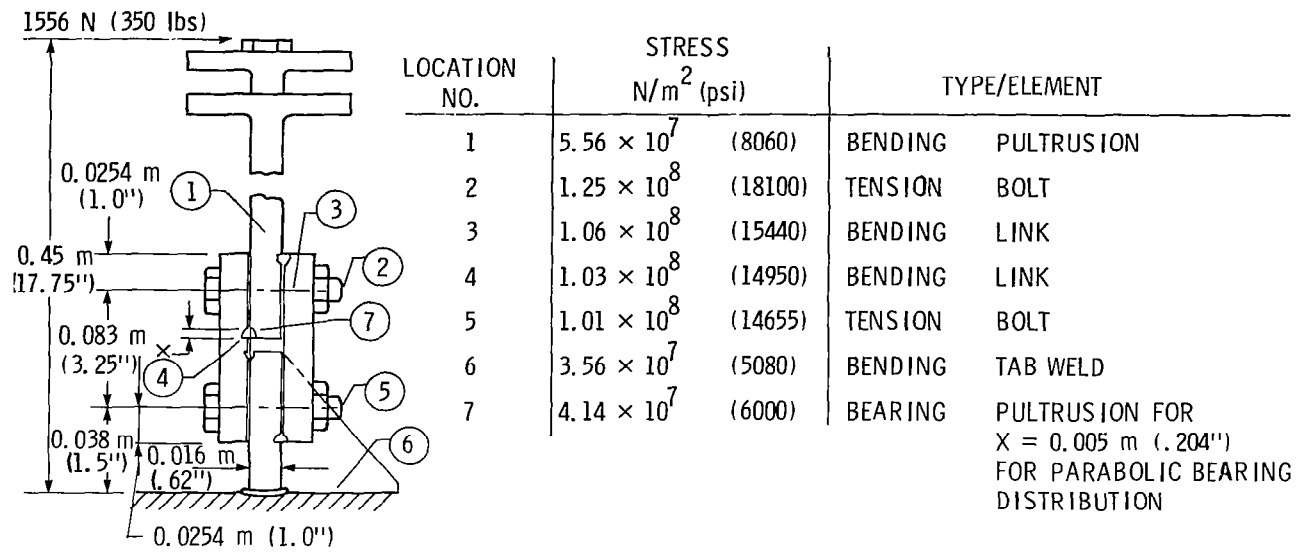 1556 N (350 lbs)
0.0254 m
(1.0'')
1
3
0.45 m
(17.75'')
2
7
0.083 m
(3.25'')
X
4
5
0.038 m
(1.5'')
0.016 m
(.62'')
6
0.0254 m (1.0'')
LOCATION NO. STRESS N/m² (psi) TYPE/ELEMENT
1 5.56 × 10⁷ (8060) BENDING PULTRUSION
2 1.25 × 10⁸ (18100) TENSION BOLT
3 1.06 × 10⁸ (15440) BENDING LINK
4 1.03 × 10⁸ (14950) BENDING LINK
5 1.01 × 10⁸ (14655) TENSION BOLT
6 3.56 × 10⁷ (5080) BENDING TAB WELD
7 4.14 × 10⁷ (6000) BEARING PULTRUSION FOR
X = 0.005 m (.204'')
FOR PARABOLIC BEARING
DISTRIBUTION